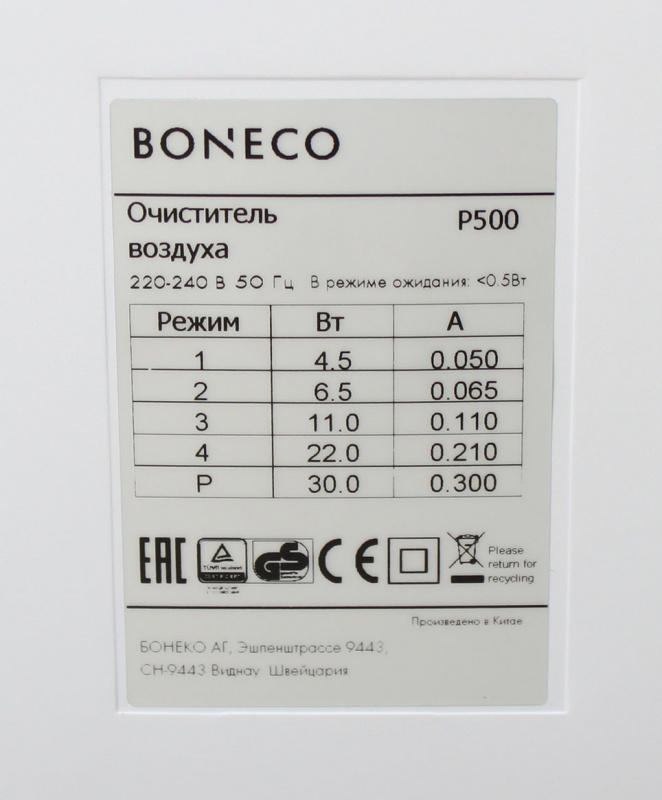 BONECO
Очиститель P500
воздуха
220-240 В 50 Гц В режиме ожидания: <0.5Вт
Режим Вт А
1 4.5 0.050
2 6.5 0.065
3 11.0 0.110
4 22.0 0.210
P 30.0 0.300
EAC GS CE Please
return for
recycling
Произведено в Китае
БОНЕКО АГ, Эшпенштрассе 9443,
CH-9443 Виднау Швейцария